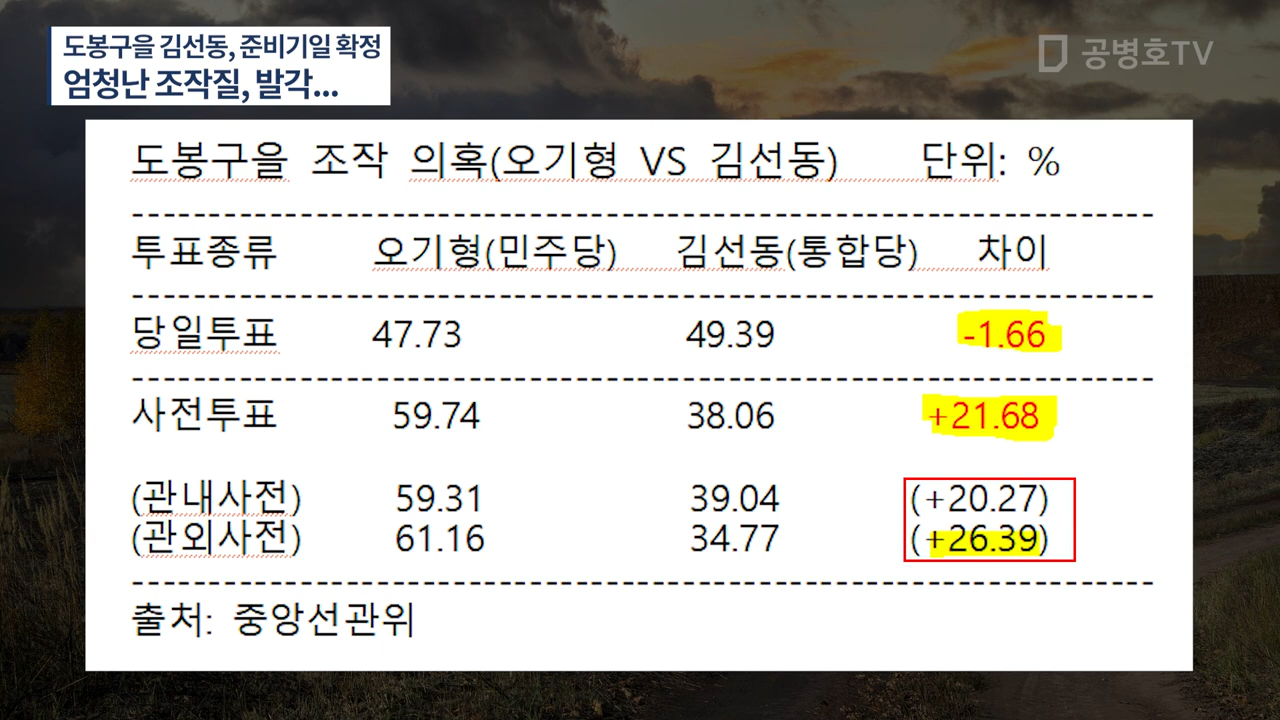 도봉구을 김선동, 준비기일 확정
엄청난 조작질, 발각...
공병호TV
도봉구을 조작 의혹(오기형 VS 김선동) 단위: %
투표종류 오기형(민주당) 김선동(통합당) 차이
당일투표 47.73 49.39 -1.66
사전투표 59.74 38.06 +21.68
(관내사전) 59.31 39.04 (+20.27)
(관외사전) 61.16 34.77 (+26.39)
출처: 중앙선관위